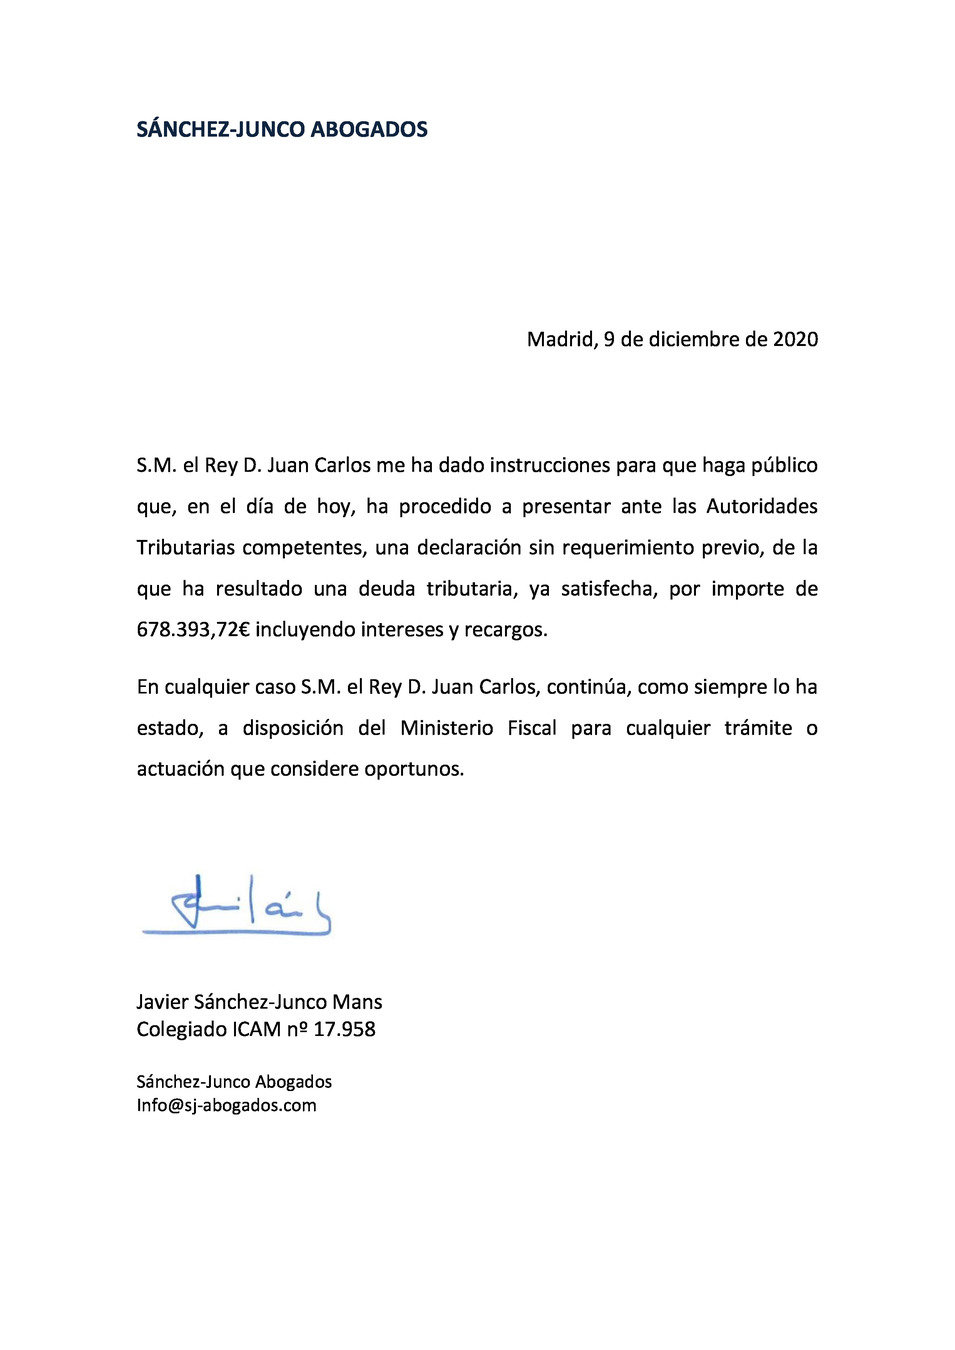 SÁNCHEZ-JUNCO ABOGADOS
Madrid, 9 de diciembre de 2020
S.M. el Rey D. Juan Carlos me ha dado instrucciones para que haga público
que, en el día de hoy, ha procedido a presentar ante las Autoridades
Tributarias competentes, una declaración sin requerimiento previo, de la
que ha resultado una deuda tributaria, ya satisfecha, por importe de
678.393,72€ incluyendo intereses y recargos.
En cualquier caso S.M. el Rey D. Juan Carlos, continúa, como siempre lo ha
estado, a disposición del Ministerio Fiscal para cualquier trámite o
actuación que considere oportunos.
Javier Sánchez-Junco Mans
Colegiado ICAM nº 17.958
Sánchez-Junco Abogados
Info@sj-abogados.com